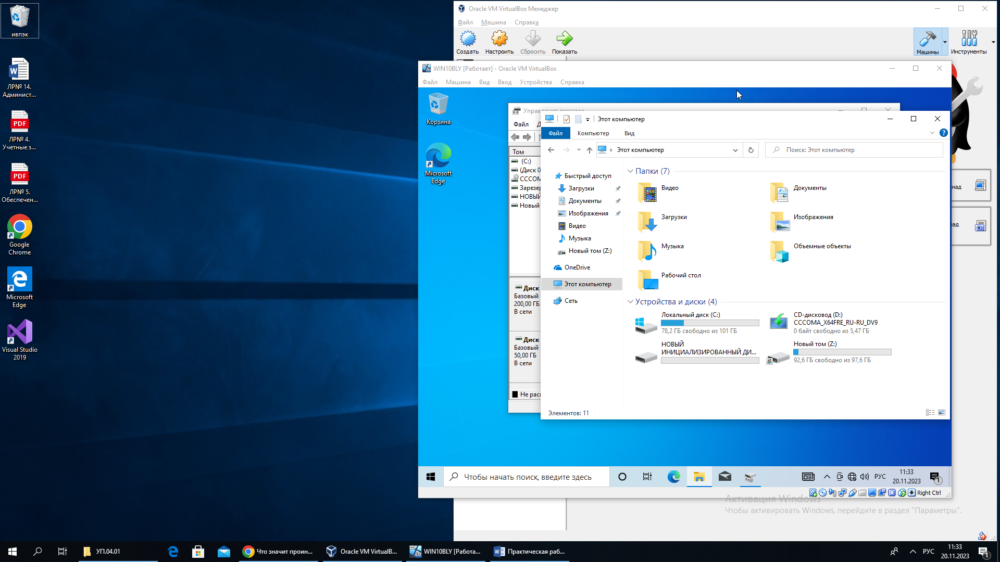 ивпэк
ЛР№ 14.
Админист...
ЛР№ 4.
Учетные з...
ЛР№ 5.
Обеспечен...
Google
Chrome
Microsoft
Edge
Visual Studio
2019
Oracle VM VirtualBox Менеджер
Файл Машина Справка
Создать Настроить Сбросить Показать
Машины Инструменты
WIN10BLY [Работает] - Oracle VM VirtualBox
Файл Машина Вид Ввод Устройства Справка
Корзина
Microsoft
Edge
Управление дисками
Файл Д
Том
(C:)
(Диск 0
CCCOM
Зарезер
НОВЫЙ
Новый
Диск
Базовый
200,00 ГБ
В сети
Диск
Базовый
50,00 ГБ
В сети
Не рас
Этот компьютер
Файл Компьютер Вид
Этот компьютер
Поиск: Этот компьютер
Быстрый доступ
Загрузки
Документы
Изображения
Видео
Музыка
Новый том (Z:)
OneDrive
Этот компьютер
Сеть
Папки (7)
Видео
Документы
Загрузки
Изображения
Музыка
Объемные объекты
Рабочий стол
Устройства и диски (4)
Локальный диск (C:)
78,2 ГБ свободно из 101 ГБ
CD-дисковод (D:)
CCCOMA_X64FRE_RU-RU_DV9
0 байт свободно из 5,47 ГБ
НОВЫЙ
ИНИЦИАЛИЗИРОВАННЫЙ ДИ...
Новый том (Z:)
92,6 ГБ свободно из 97,6 ГБ
Элементов: 11
над
ад
Чтобы начать поиск, введите здесь
РУС
11:33
20.11.2023
1
Right Ctrl
Активация Windows
Чтобы активировать Windows, перейдите в раздел "Параметры".
УП.04.01
Что значит проин...
Oracle VM VirtualB...
WIN10BLY [Работа...
Практическая раб...
РУС
11:33
20.11.2023
1